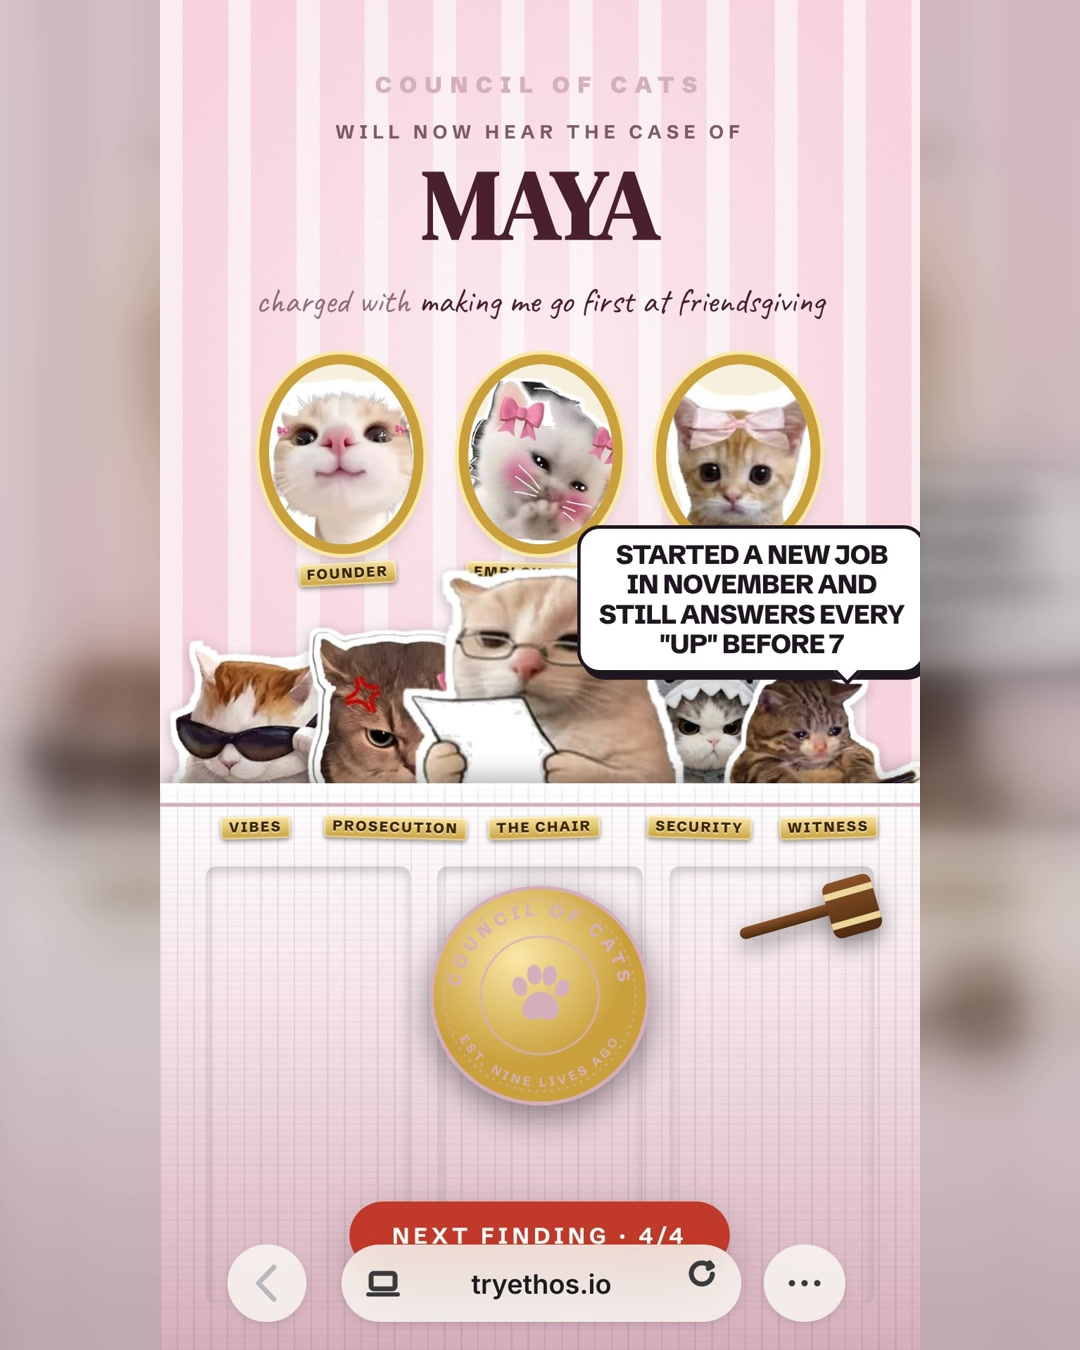 COUNCIL OF CATS
WILL NOW HEAR THE CASE OF
MAYA
charged with making me go first at friendsgiving
FOUNDER
STARTED A NEW JOB
IN NOVEMBER AND
STILL ANSWERS EVERY
"UP" BEFORE 7
VIBES
PROSECUTION
THE CHAIR
SECURITY
WITNESS
COUNCIL OF CATS
EST. NINE LIVES AGO
NEXT FINDING · 4/4
tryethos.io